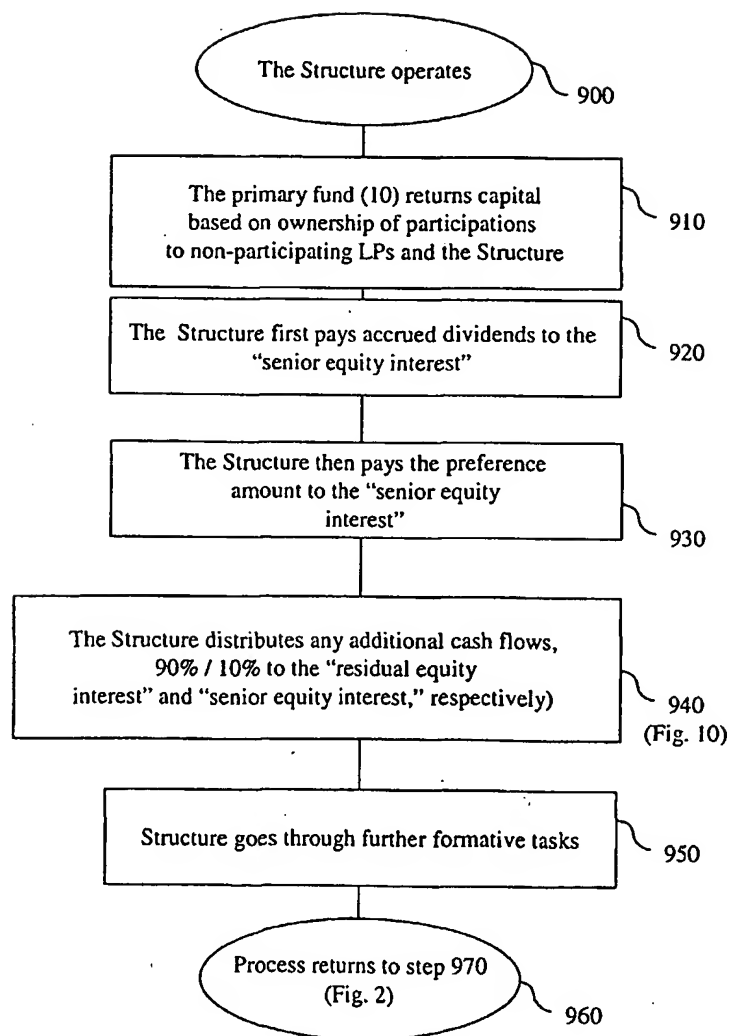 The Structure operates
900
The primary fund (10) returns capital
based on ownership of participations
to non-participating LPs and the Structure
910
The Structure first pays accrued dividends to the
“senior equity interest”
920
The Structure then pays the preference
amount to the “senior equity
interest”
930
The Structure distributes any additional cash flows,
90% / 10% to the “residual equity
interest” and “senior equity interest,” respectively)
940
(Fig. 10)
Structure goes through further formative tasks
950
Process returns to step 970
(Fig. 2)
960